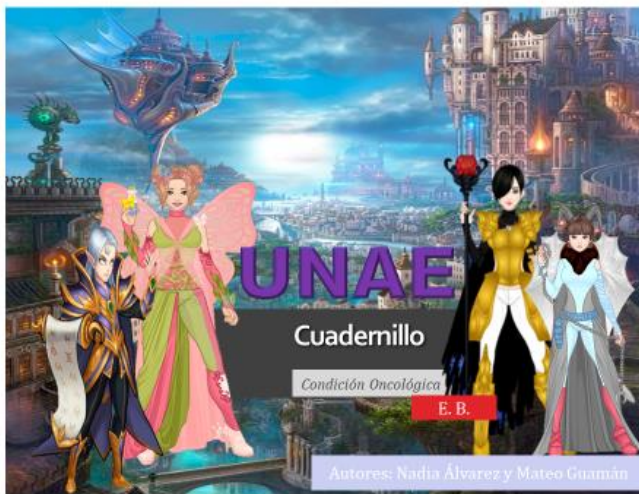 UNAE
Cuadernillo
Condición Oncológica
E. B.
Autores: Nadia Álvarez y Mateo Guamán